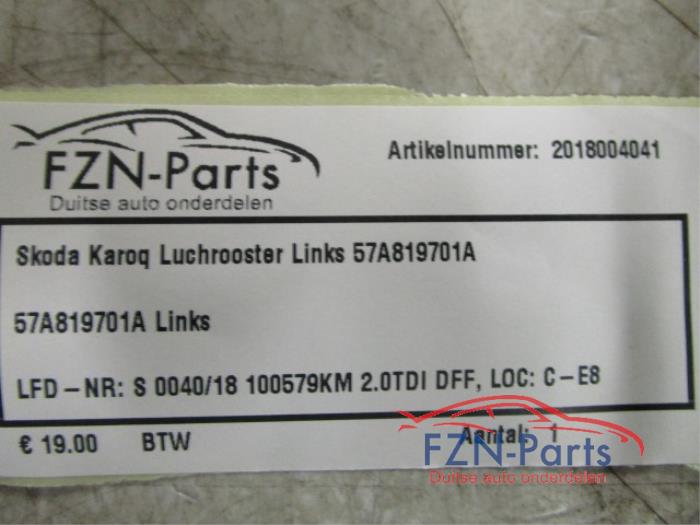 FZN-Parts
Duitse auto onderdelen
Artikelnummer: 2018004041
Skoda Karoq Luchrooster Links 57A819701A
57A819701A Links
LFD-NR: S 0040/18 100579KM 2.0TDI DFF, LOC: C-E8
€ 19.00 BTW Aantal: 1
FZN-Parts
Duitse auto onderdelen